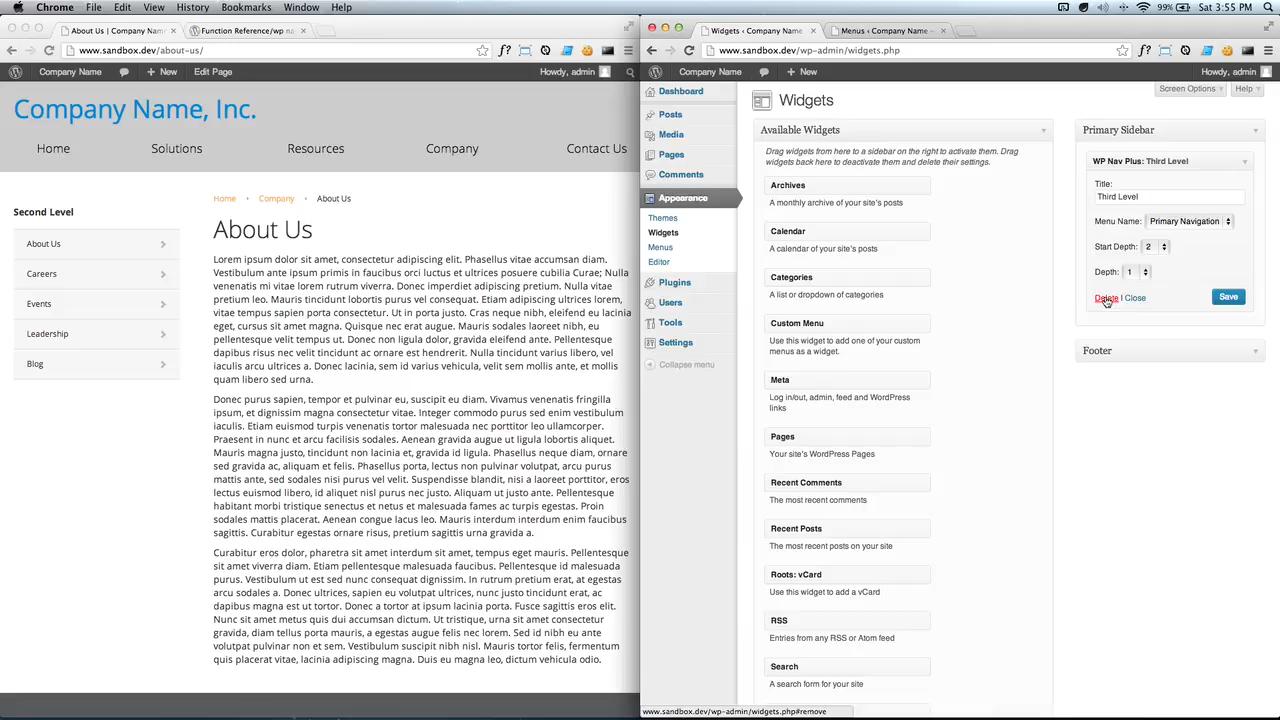 Chrome File Edit View History Bookmarks Window Help
99% Sat 3:55 PM
About Us | Company Nam
Function Reference/wp na
www.sandbox.dev/about-us/
Company Name + New Edit Page Howdy, admin
Company Name, Inc.
Home Solutions Resources Company Contact Us
Second Level
About Us
Careers
Events
Leadership
Blog
Home • Company • About Us
About Us
Lorem ipsum dolor sit amet, consectetur adipiscing elit. Phasellus vitae accumsan diam.
Vestibulum ante ipsum primis in faucibus orci luctus et ultrices posuere cubilia Curae; Nulla
venenatis mi vitae lorem rutrum viverra. Donec imperdiet adipiscing pretium. Nulla vitae
pretium leo. Mauris tincidunt lobortis pulvinar vel consequat. Etiam adipiscing ultrices lorem,
vitae tempus sapien consectetur. Ut in porta justo. Cras neque nibh, eleifend eu lacinia
eget, cursus sit amet magna. Quisque nec erat augue. Mauris sodales laoreet nibh, eu
pellentesque velit tempus ut. Donec non ligula dolor, gravida eleifend ante. Pellentesque
dapibus risus nec velit tincidunt ac ornare est hendrerit. Nulla tincidunt varius libero, vel
iaculis arcu ultrices a. Donec lacinia, sem id varius vehicula, velit sem mollis ante, et mollis
quam libero sed urna.
Donec purus sapien, tempor et pulvinar eu, suscipit eu diam. Vivamus venenatis fringilla
ipsum, et dignissim magna consectetur vitae. Integer commodo purus sed enim vestibulum
iaculis. Etiam euismod turpis venenatis tortor malesuada nec porttitor leo ullamcorper.
Praesent in nunc et arcu facilisis sodales. Aenean gravida augue ut ligula lobortis aliquet.
Mauris magna justo, tincidunt non lacinia et, gravida id ligula. Phasellus neque diam, ornare
sed gravida ac, aliquam et felis. Phasellus porta, lectus non pulvinar volutpat, arcu purus
mattis ante, sed sodales nisi purus vel velit. Suspendisse blandit, nisi a laoreet porttitor, eros
lectus euismod libero, id aliquet nisl purus nec justo. Aliquam ut justo ante. Pellentesque
habitant morbi tristique senectus et netus et malesuada fames ac turpis egestas. Proin
sodales mattis placerat. Aenean congue lacus leo. Mauris interdum interdum enim faucibus
sagittis. Curabitur egestas ornare risus, pretium sagittis urna gravida a.
Curabitur eros dolor, pharetra sit amet interdum sit amet, tempus eget mauris. Pellentesque
sit amet viverra diam. Etiam pellentesque malesuada faucibus. Pellentesque id malesuada
purus. Vestibulum ut est sed nunc consequat dignissim. In rutrum pretium erat, at egestas
arcu sodales a. Donec ultrices, sapien eu volutpat ultrices, nunc justo tincidunt erat, ac
dapibus magna est ut tortor. Donec a tortor at ipsum lacinia porta. Fusce sagittis eros elit.
Nunc sit amet metus quis dui accumsan dictum. Ut tristique, urna sit amet consectetur
gravida, diam tellus porta mauris, a egestas augue felis nec lorem. Sed id nibh eu ante
volutpat pulvinar non et sem. Vestibulum suscipit nibh nisl. Mauris tortor felis, fermentum
quis placerat vitae, lacinia adipiscing magna. Duis eu magna leo, dictum vehicula odio.
Widgets ‹ Company Name
Menus ‹ Company Name —
www.sandbox.dev/wp-admin/widgets.php
Company Name + New Howdy, admin
Dashboard
Posts
Media
Pages
Comments
Appearance
Themes
Widgets
Menus
Editor
Plugins
Users
Tools
Settings
Collapse menu
Screen Options Help
Widgets
Available Widgets
Drag widgets from here to a sidebar on the right to activate them. Drag
widgets back here to deactivate them and delete their settings.
Archives
A monthly archive of your site's posts
Calendar
A calendar of your site's posts
Categories
A list or dropdown of categories
Custom Menu
Use this widget to add one of your custom
menus as a widget.
Meta
Log in/out, admin, feed and WordPress
links
Pages
Your site's WordPress Pages
Recent Comments
The most recent comments
Recent Posts
The most recent posts on your site
Roots: vCard
Use this widget to add a vCard
RSS
Entries from any RSS or Atom feed
Search
A search form for your site
Primary Sidebar
WP Nav Plus: Third Level
Title:
Third Level
Menu Name: Primary Navigation
Start Depth: 2
Depth: 1
Delete | Close Save
Footer
www.sandbox.dev/wp-admin/widgets.php#remove